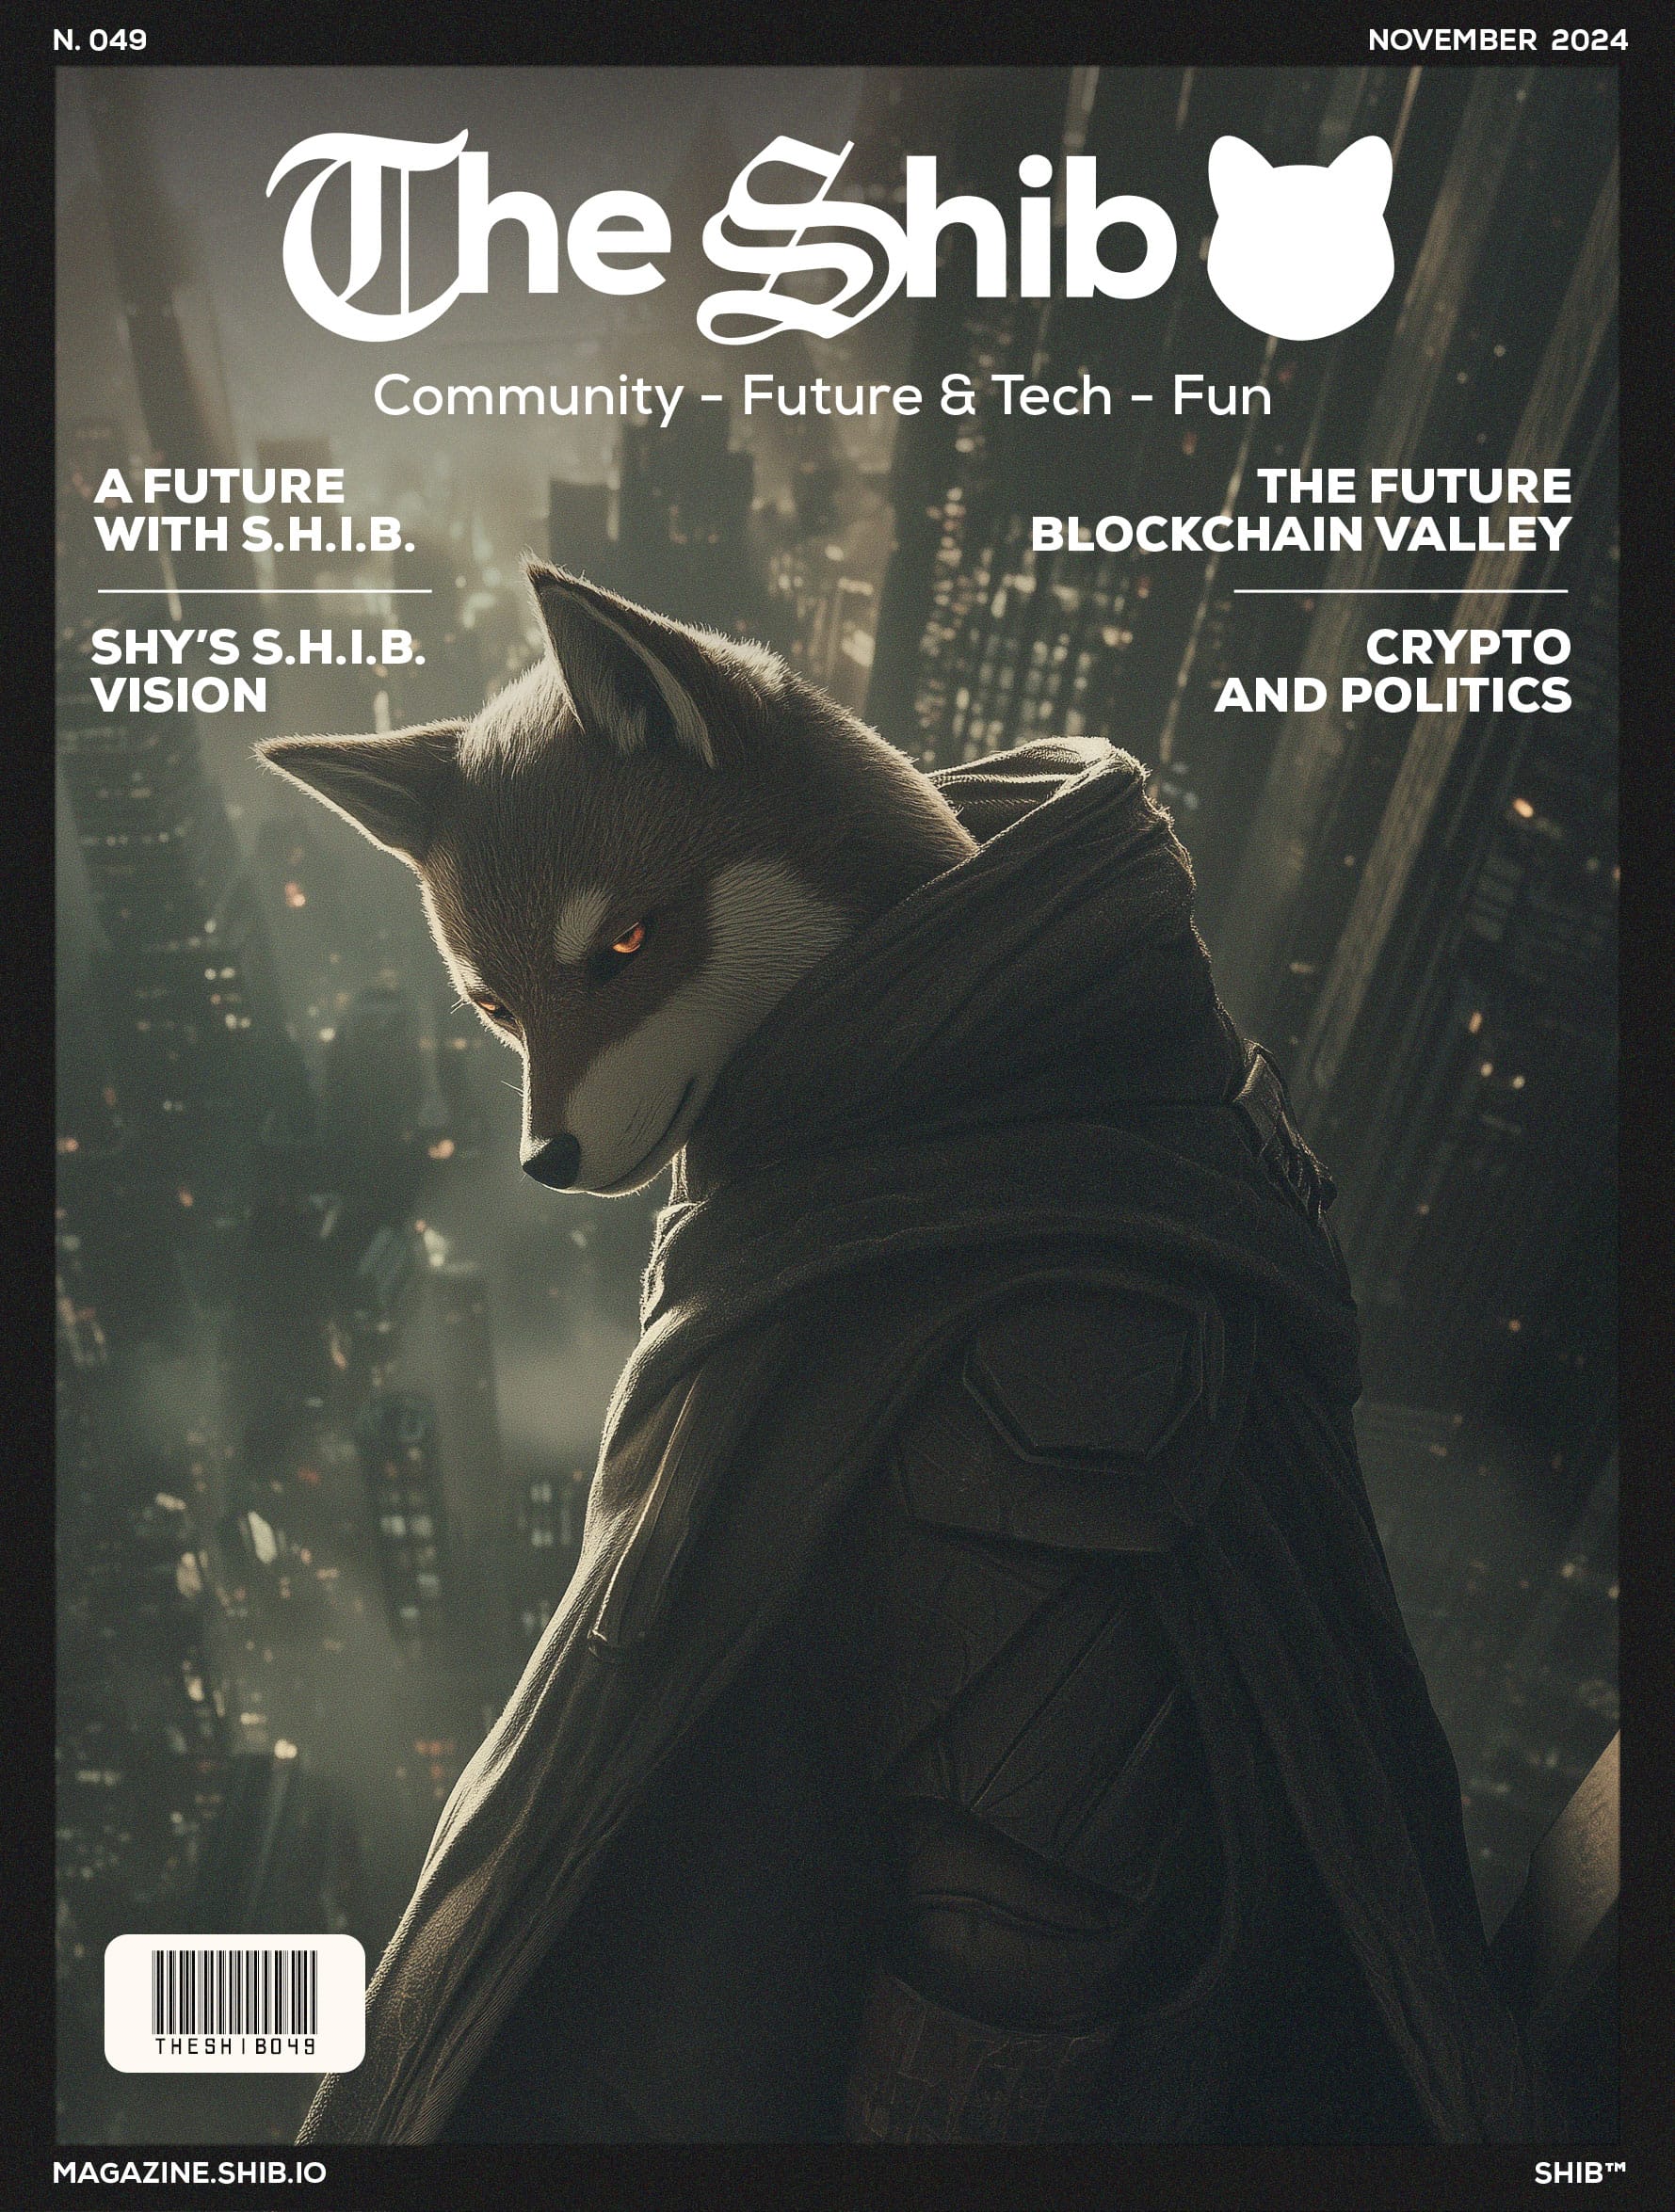 N. 049
NOVEMBER 2024
The Shib
Community - Future & Tech - Fun
A FUTURE
WITH S.H.I.B.
SHY'S S.H.I.B.
VISION
THE FUTURE
BLOCKCHAIN VALLEY
CRYPTO
AND POLITICS
THESHIB049
MAGAZINE.SHIB.IO
SHIB™